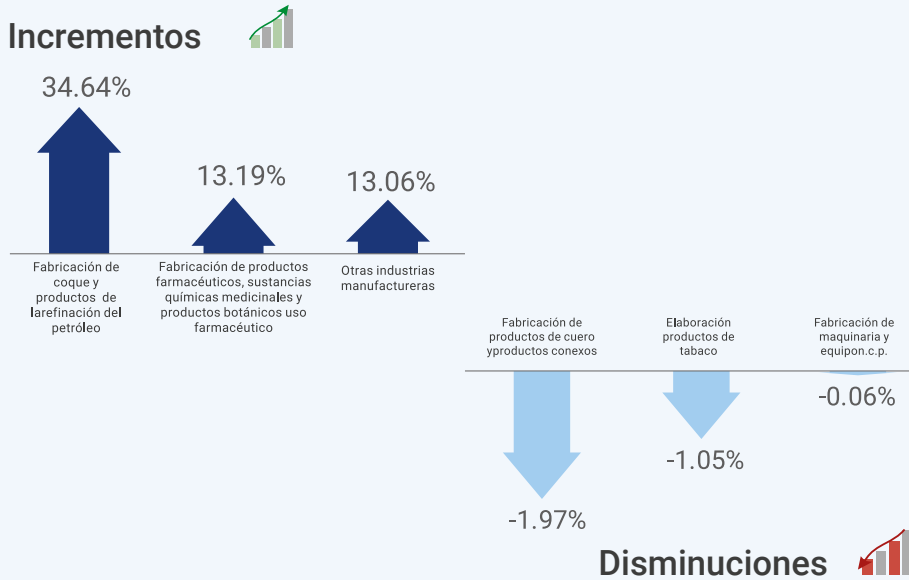 Incrementos
34.64%
13.19%
13.06%
Fabricación de
coque y
productos de
larefinación del
petróleo
Fabricación de productos
farmacéuticos, sustancias
químicas medicinales y
productos botánicos uso
farmacéutico
Otras industrias
manufactureras
Fabricación de
productos de cuero
yproductos conexos
Elaboración
productos de
tabaco
Fabricación de
maquinaria y
equipon.c.p.
-1.97%
-1.05%
-0.06%
Disminuciones